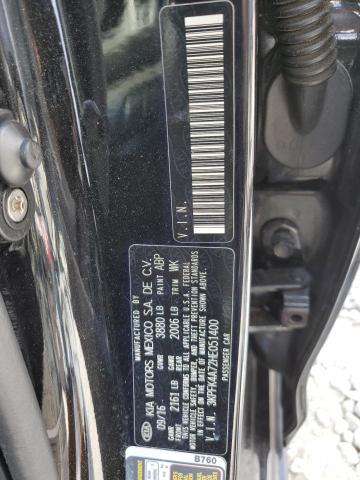 MANUFACTURED BY
KIA MOTORS MEXICO S.A. DE C.V.
09/16 GVWR 3880 LB PAINT ABP
GAWR FRONT 2161 LB GAWR REAR 2006 LB TRIM WK
THIS VEHICLE CONFORMS TO ALL APPLICABLE U.S.A. FEDERAL
MOTOR VEHICLE SAFETY, BUMPER, AND THEFT PREVENTION STANDARDS
IN EFFECT ON THE DATE OF MANUFACTURE SHOWN ABOVE.
V.I.N. : 3KPFK4A72HE051400
PASSENGER CAR
V.I.N.
KIA
B760